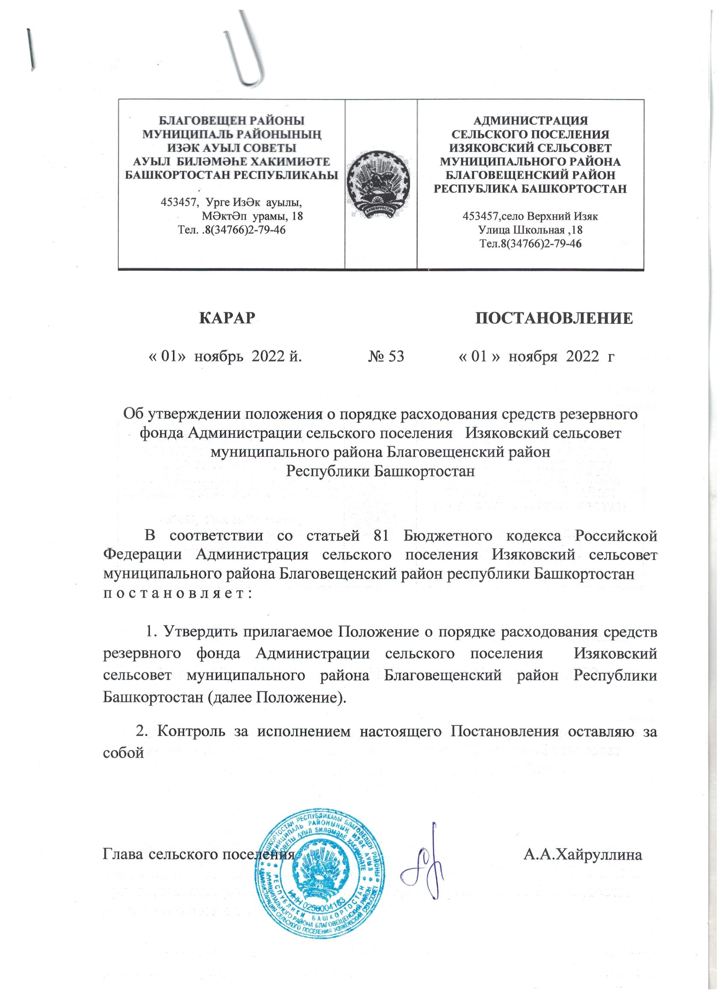 БЛАГОВЕЩЕН РАЙОНЫ
МУНИЦИПАЛЬ РАЙОНЫНЫҢ
ИЗӘК АУЫЛ СОВЕТЫ
АУЫЛ БИЛӘМӘҺЕ ХАКИМИӘТЕ
БАШКОРТОСТАН РЕСПУБЛИКАҺЫ
453457, Урге ИзӘк ауылы,
МӘктӘп урамы, 18
Тел. .8(34766)2-79-46
АДМИНИСТРАЦИЯ
СЕЛЬСКОГО ПОСЕЛЕНИЯ
ИЗЯКОВСКИЙ СЕЛЬСОВЕТ
МУНИЦИПАЛЬНОГО РАЙОНА
БЛАГОВЕЩЕНСКИЙ РАЙОН
РЕСПУБЛИКА БАШКОРТОСТАН
453457,село Верхний Изяк
Улица Школьная ,18
Тел.8(34766)2-79-46
КАРАР ПОСТАНОВЛЕНИЕ
« 01» ноябрь 2022 й. № 53 « 01 » ноября 2022 г
Об утверждении положения о порядке расходования средств резервного
фонда Администрации сельского поселения Изяковский сельсовет
муниципального района Благовещенский район
Республики Башкортостан
В соответствии со статьей 81 Бюджетного кодекса Российской
Федерации Администрация сельского поселения Изяковский сельсовет
муниципального района Благовещенский район республики Башкортостан
п о с т а н о в л я е т :
1. Утвердить прилагаемое Положение о порядке расходования средств
резервного фонда Администрации сельского поселения Изяковский
сельсовет муниципального района Благовещенский район Республики
Башкортостан (далее Положение).
2. Контроль за исполнением настоящего Постановления оставляю за
собой
Глава сельского поселения А.А.Хайруллина
БАШКОРТОСТАН РЕСПУБЛИКАҺЫ БЛАГОВЕЩЕН РАЙОНЫ
МУНИЦИПАЛЬ РАЙОНЫНЫҢ ИЗӘК АУЫЛ
СОВЕТЫ АУЫЛ БИЛӘМӘҺЕ ХАКИМИӘТЕ
АДМИНИСТРАЦИЯ СЕЛЬСКОГО ПОСЕЛЕНИЯ ИЗЯКОВСКИЙ СЕЛЬСОВЕТ
МУНИЦИПАЛЬНОГО РАЙОНА БЛАГОВЕЩЕНСКИЙ РАЙОН
РЕСПУБЛИКИ БАШКОРТОСТАН
ИНН 0258004183